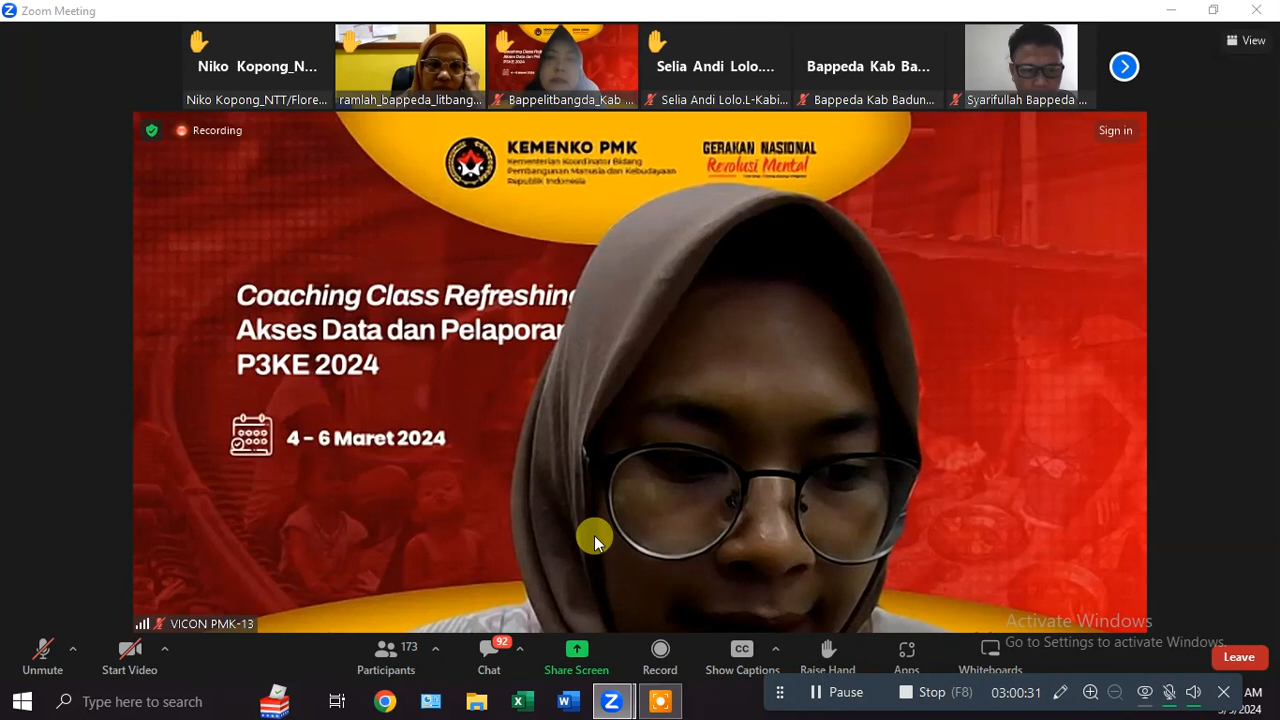 Zoom Meeting
Niko Kopong_N...
Selia Andi Lolo....
Bappeda Kab Ba...
View
Niko Kopong_NTT/Flore...
ramlah_bappeda_litbang...
Bappelitbangda_Kab ...
Selia Andi Lolo.L-Kabi...
Bappeda Kab Badun...
Syarifullah Bappeda ...
Recording
Sign in
KEMENKO PMK
Kementerian Koordinator Bidang
Pembangunan Manusia dan Kebudayaan
Republik Indonesia
GERAKAN NASIONAL
Revolusi Mental
Coaching Class Refreshing
Akses Data dan Pelaporan
P3KE 2024
4 - 6 Maret 2024
VICON PMK-13
Activate Windows
Go to Settings to activate Windows.
Unmute
Start Video
Participants
173
Chat
92
Share Screen
Record
CC
Show Captions
Raise Hand
Apps
Whiteboards
Leave
Type here to search
Pause
Stop (F8)
03:00:31
AM